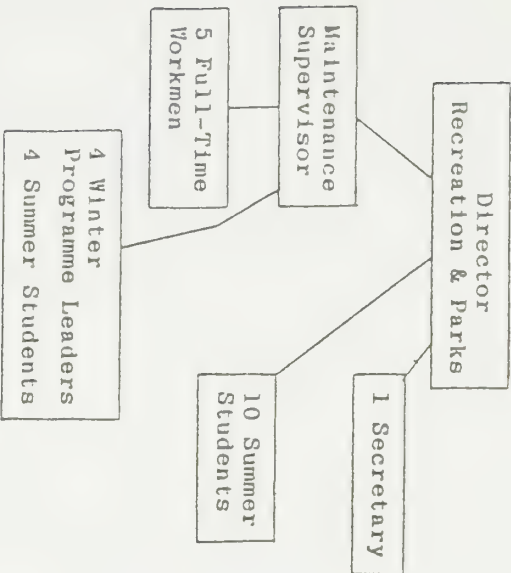 Director
Recreation & Parks
1 Secretary
Maintenance
Supervisor
10 Summer
Students
5 Full-Time
Workmen
4 Winter
Programme Leaders
4 Summer Students